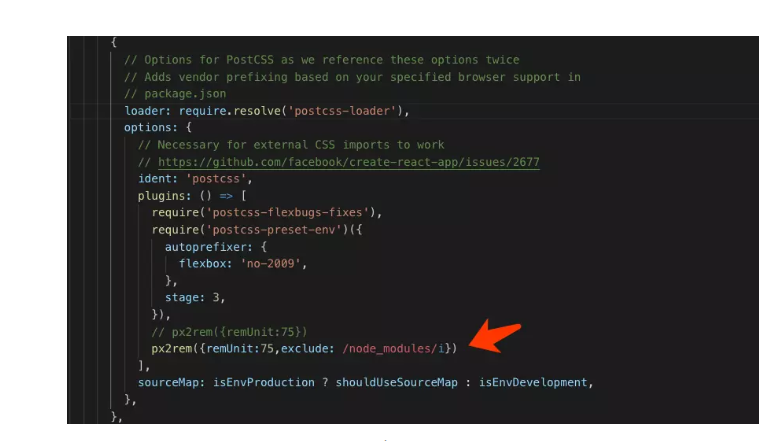 {
// Options for PostCSS as we reference these options twice
// Adds vendor prefixing based on your specified browser support in
// package.json
loader: require.resolve('postcss-loader'),
options: {
// Necessary for external CSS imports to work
// https://github.com/facebook/create-react-app/issues/2677
ident: 'postcss',
plugins: () => [
require('postcss-flexbugs-fixes'),
require('postcss-preset-env')({
autoprefixer: {
flexbox: 'no-2009',
},
stage: 3,
}),
// px2rem({remUnit:75})
px2rem({remUnit:75,exclude: /node_modules/i})
],
sourceMap: isEnvProduction ? shouldUseSourceMap : isEnvDevelopment,
},
},